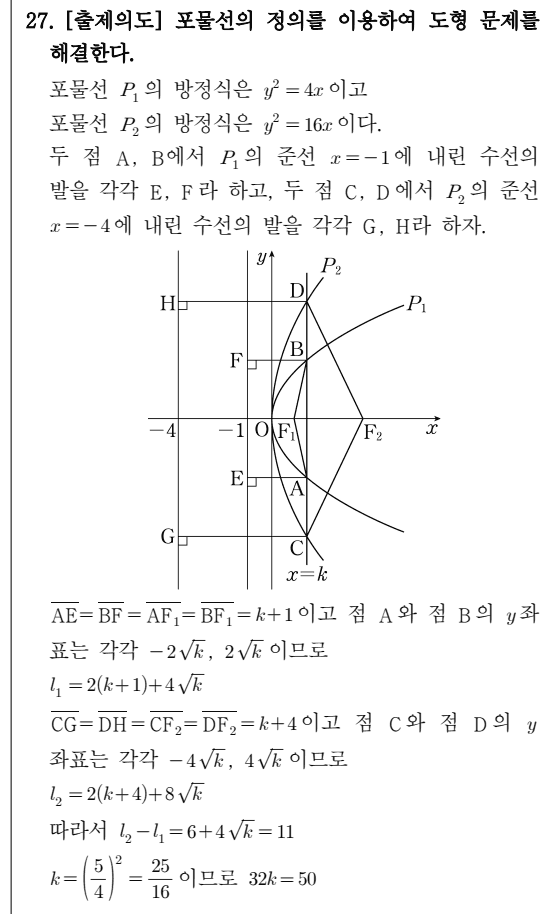 27. [출제의도] 포물선의 정의를 이용하여 도형 문제를
해결한다.
포물선 P₁의 방정식은 y² = 4x이고
포물선 P₂의 방정식은 y² = 16x이다.
두 점 A, B에서 P₁의 준선 x = −1에 내린 수선의
발을 각각 E, F라 하고, 두 점 C, D에서 P₂의 준선
x = −4에 내린 수선의 발을 각각 G, H라 하자.
y
P₂
H
D
P₁
F
B
−4
−1
O
F₁
F₂
x
E
A
G
C
x = k
A̅E̅ = B̅F̅ = A̅F̅₁̅ = B̅F̅₁̅ = k+1이고 점 A와 점 B의 y좌
표는 각각 −2√k, 2√k이므로
l₁ = 2(k+1)+4√k
C̅G̅ = D̅H̅ = C̅F̅₂̅ = D̅F̅₂̅ = k+4이고 점 C와 점 D의 y
좌표는 각각 −4√k, 4√k이므로
l₂ = 2(k+4)+8√k
따라서 l₂ − l₁ = 6+4√k = 11
k = (5/4)² = 25/16이므로 32k = 50